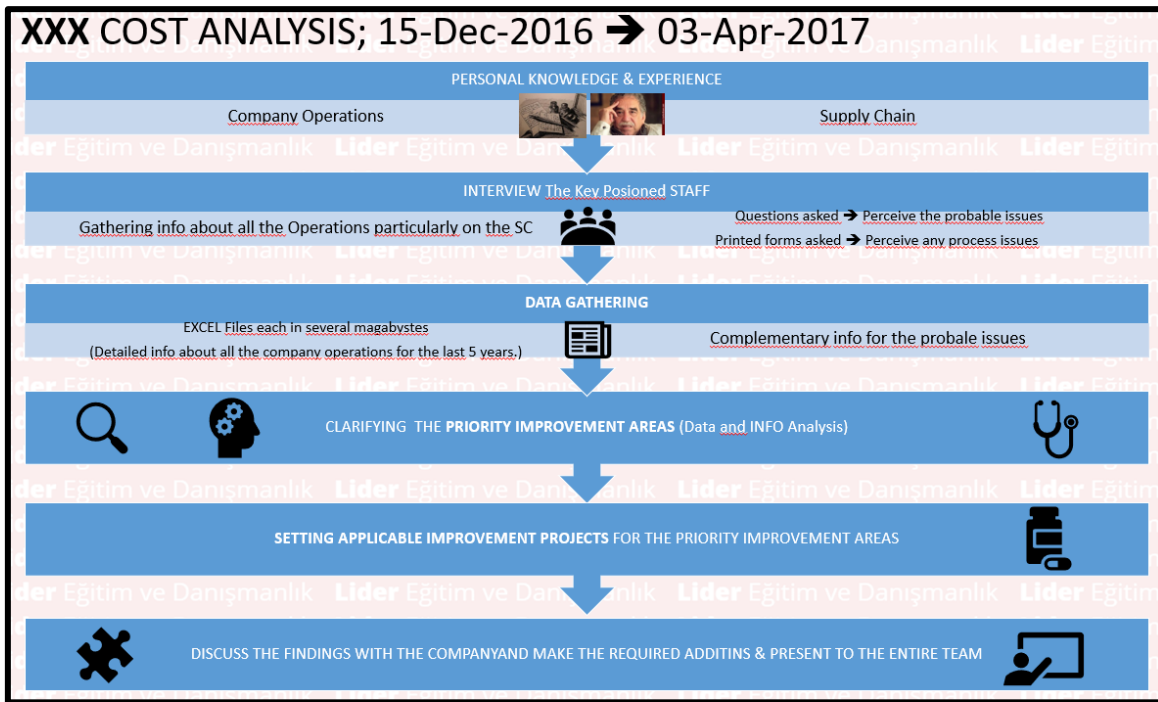 XXX COST ANALYSIS; 15-Dec-2016 ➔ 03-Apr-2017
PERSONAL KNOWLEDGE & EXPERIENCE
Company Operations
Supply Chain
INTERVIEW The Key Posioned STAFF
Gathering info about all the Operations particularly on the SC
Questions asked ➔ Perceive the probable issues
Printed forms asked ➔ Perceive any process issues
DATA GATHERING
EXCEL Files each in several magabystes
(Detailed info about all the company operations for the last 5 years.)
Complementary info for the probale issues
CLARIFYING THE PRIORITY IMPROVEMENT AREAS (Data and INFO Analysis)
SETTING APPLICABLE IMPROVEMENT PROJECTS FOR THE PRIORITY IMPROVEMENT AREAS
DISCUSS THE FINDINGS WITH THE COMPANYAND MAKE THE REQUIRED ADDITINS & PRESENT TO THE ENTIRE TEAM
Lider Eğitim ve Danışmanlık